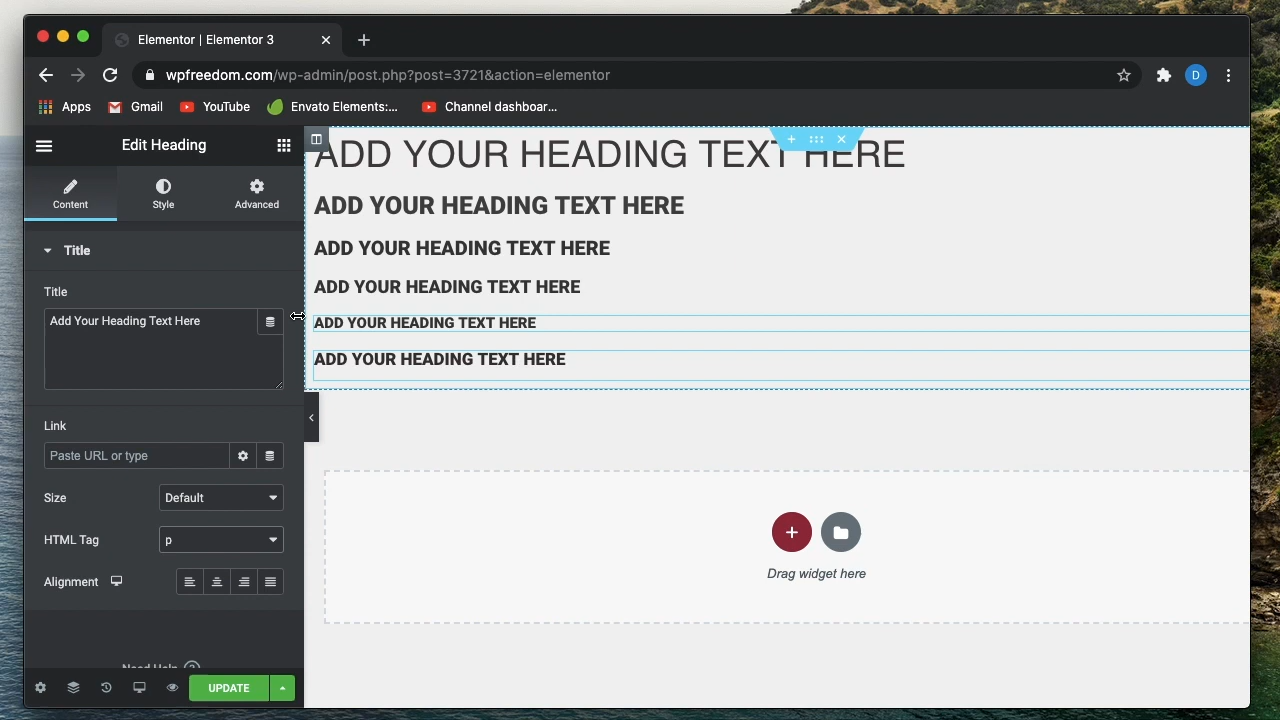 Elementor | Elementor 3
wpfreedom.com/wp-admin/post.php?post=3721&action=elementor
D
Apps
Gmail
YouTube
Envato Elements:...
Channel dashboar...
Edit Heading
Content
Style
Advanced
Title
Title
Add Your Heading Text Here
Link
Paste URL or type
Size
Default
HTML Tag
p
Alignment
Need Help
UPDATE
ADD YOUR HEADING TEXT HERE
ADD YOUR HEADING TEXT HERE
ADD YOUR HEADING TEXT HERE
ADD YOUR HEADING TEXT HERE
ADD YOUR HEADING TEXT HERE
ADD YOUR HEADING TEXT HERE
Drag widget here